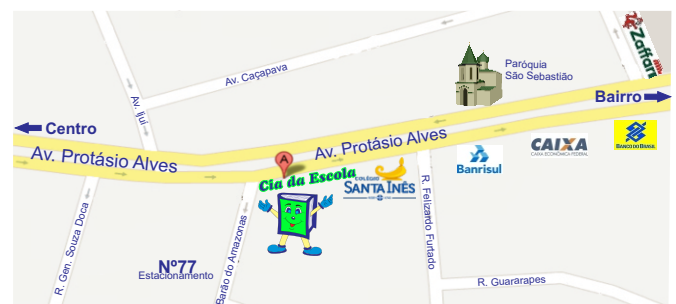 Zaffari
Av. Caçapava
Paróquia
São Sebastião
Av. Ijuí
Bairro
Centro
Av. Protásio Alves
Av. Protásio Alves
BANCO DO BRASIL
CAIXA
CAIXA ECONÔMICA FEDERAL
Banrisul
A
Cia da Escola
COLÉGIO
SANTA INÊS
R. Gen. Souza Doca
Barão do Amazonas
R. Felizardo Furtado
Nº77
Estacionamento
R. Guararapes